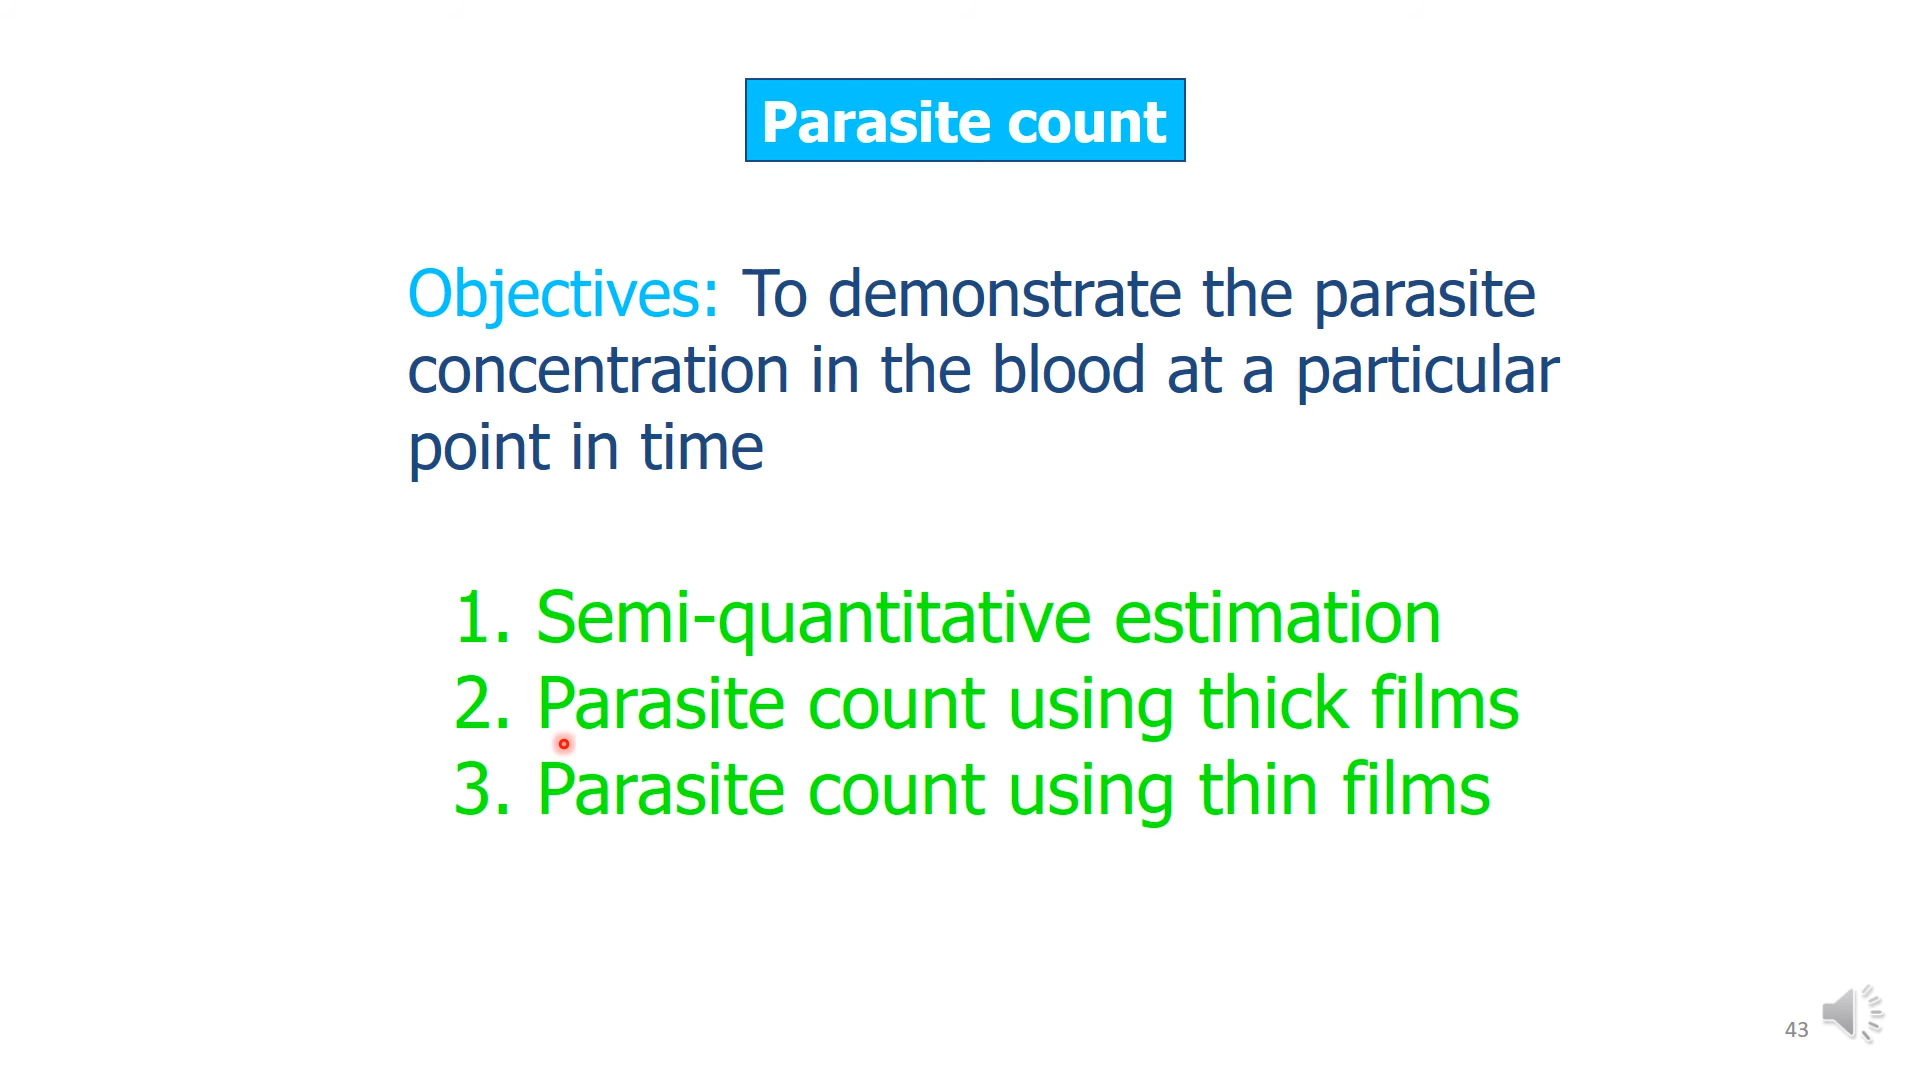 Parasite count
Objectives: To demonstrate the parasite
concentration in the blood at a particular
point in time
1. Semi-quantitative estimation
2. Parasite count using thick films
3. Parasite count using thin films
43